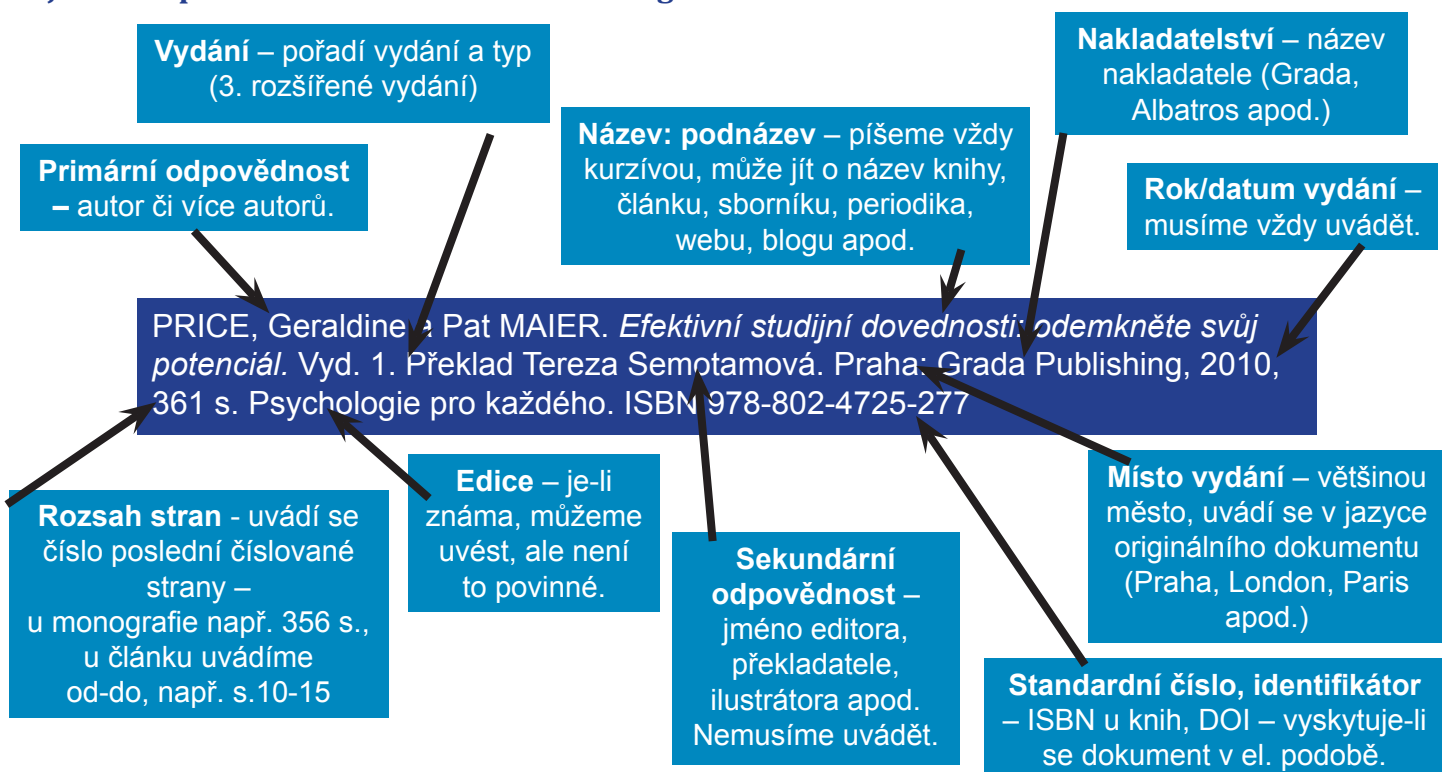 Vydání – pořadí vydání a typ
(3. rozšířené vydání)
Nakladatelství – název
nakladatele (Grada,
Albatros apod.)
Název: podnázev – píšeme vždy
kurzívou, může jít o název knihy,
článku, sborníku, periodika,
webu, blogu apod.
Primární odpovědnost
– autor či více autorů.
Rok/datum vydání –
musíme vždy uvádět.
PRICE, Geraldine a Pat MAIER. Efektivní studijní dovednosti: odemkněte svůj
potenciál. Vyd. 1. Překlad Tereza Semotamová. Praha: Grada Publishing, 2010,
361 s. Psychologie pro každého. ISBN 978-802-4725-277
Rozsah stran - uvádí se
číslo poslední číslované
strany –
u monografie např. 356 s.,
u článku uvádíme
od-do, např. s.10-15
Edice – je-li
známa, můžeme
uvést, ale není
to povinné.
Sekundární
odpovědnost –
jméno editora,
překladatele,
ilustrátora apod.
Nemusíme uvádět.
Místo vydání – většinou
město, uvádí se v jazyce
originálního dokumentu
(Praha, London, Paris
apod.)
Standardní číslo, identifikátor
– ISBN u knih, DOI – vyskytuje-li
se dokument v el. podobě.